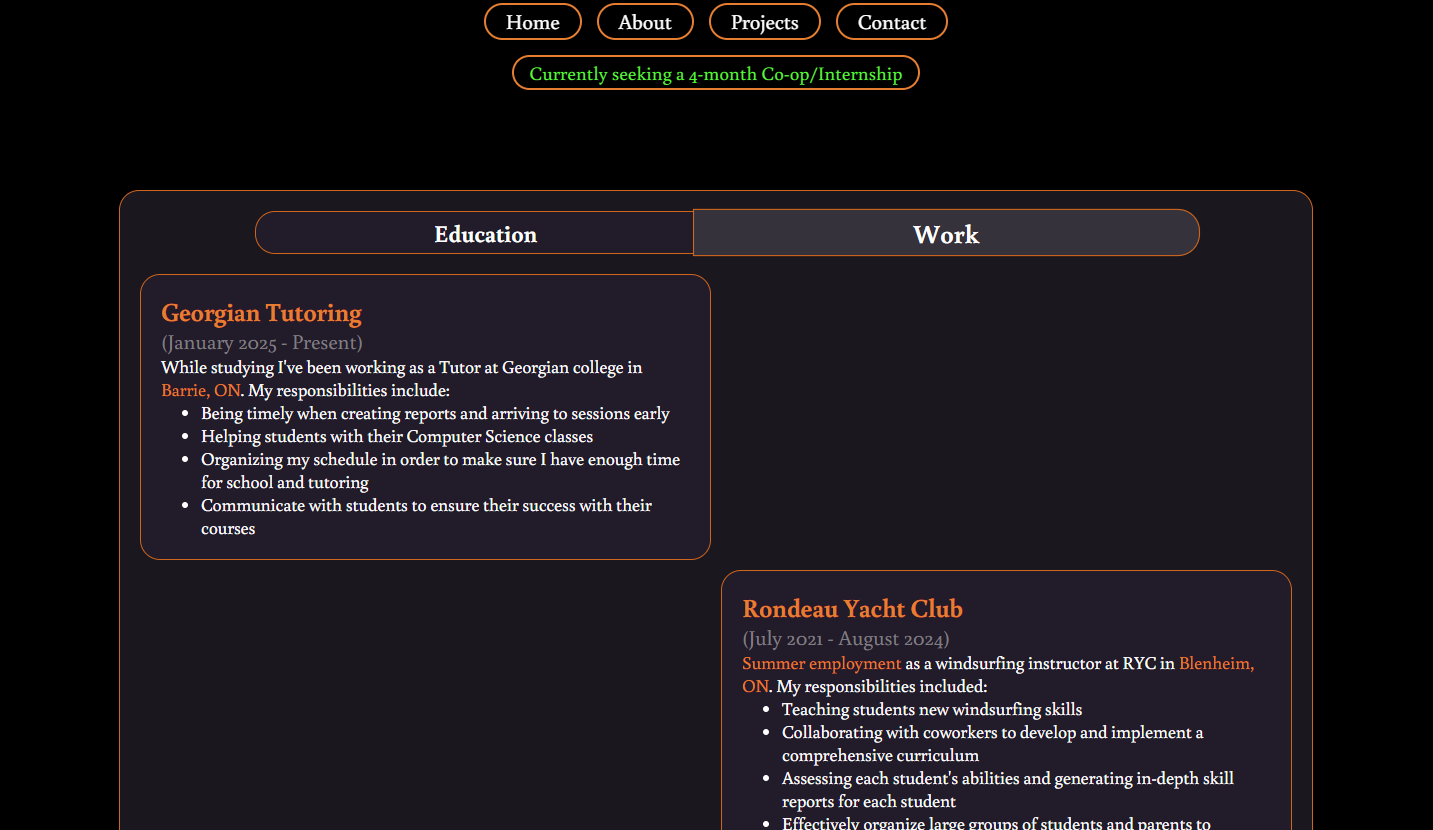 Home About Projects Contact
Currently seeking a 4-month Co-op/Internship
Education Work
Georgian Tutoring
(January 2025 - Present)
While studying I've been working as a Tutor at Georgian college in
Barrie, ON. My responsibilities include:
• Being timely when creating reports and arriving to sessions early
• Helping students with their Computer Science classes
• Organizing my schedule in order to make sure I have enough time
for school and tutoring
• Communicate with students to ensure their success with their
courses
Rondeau Yacht Club
(July 2021 - August 2024)
Summer employment as a windsurfing instructor at RYC in Blenheim,
ON. My responsibilities included:
• Teaching students new windsurfing skills
• Collaborating with coworkers to develop and implement a
comprehensive curriculum
• Assessing each student's abilities and generating in-depth skill
reports for each student
• Effectively organize large groups of students and parents to